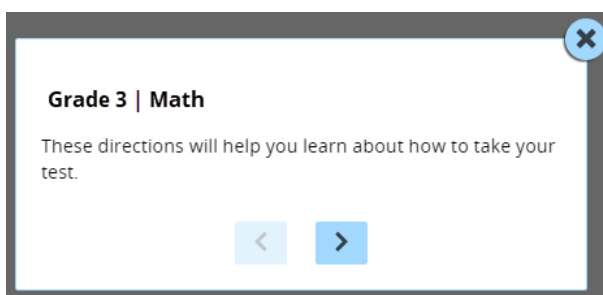 Grade 3 | Math
These directions will help you learn about how to take your
test.